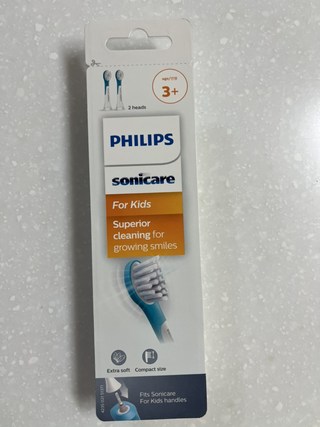 3+
2 heads
PHILIPS
sonicare
For Kids
Superior
cleaning for
growing smiles
Extra soft
Compact size
Fits Sonicare
For Kids handles